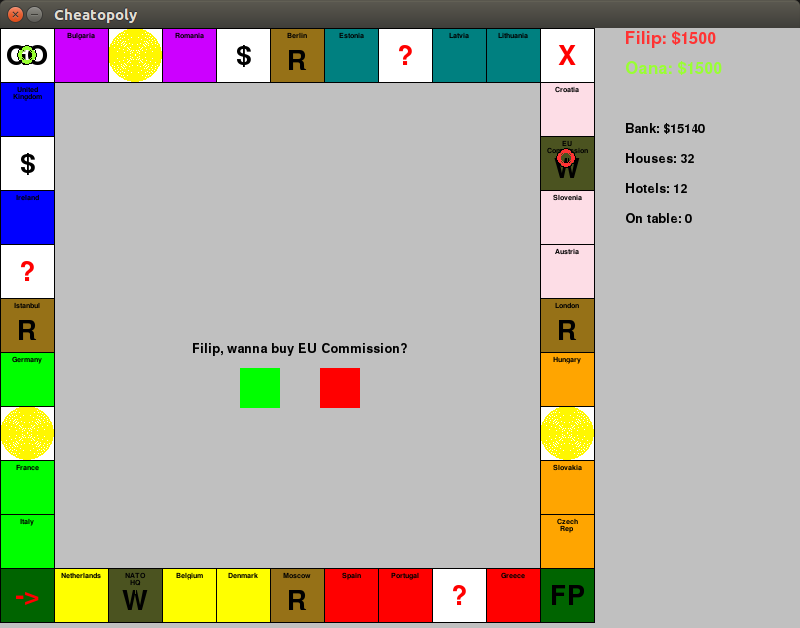 Cheatopoly
GO
Bulgaria
Romania
$
Berlin
R
Estonia
?
Latvia
Lithuania
X
Filip: $1500
Oana: $1500
United
Kingdom
Croatia
$
EU
Commission
W
Bank: $15140
Houses: 32
Hotels: 12
On table: 0
Ireland
Slovenia
?
Austria
Istanbul
R
London
R
Filip, wanna buy EU Commission?
Germany
Hungary
France
Slovakia
Italy
Czech
Rep
->
Netherlands
NATO
HQ
W
Belgium
Denmark
Moscow
R
Spain
Portugal
?
Greece
FP